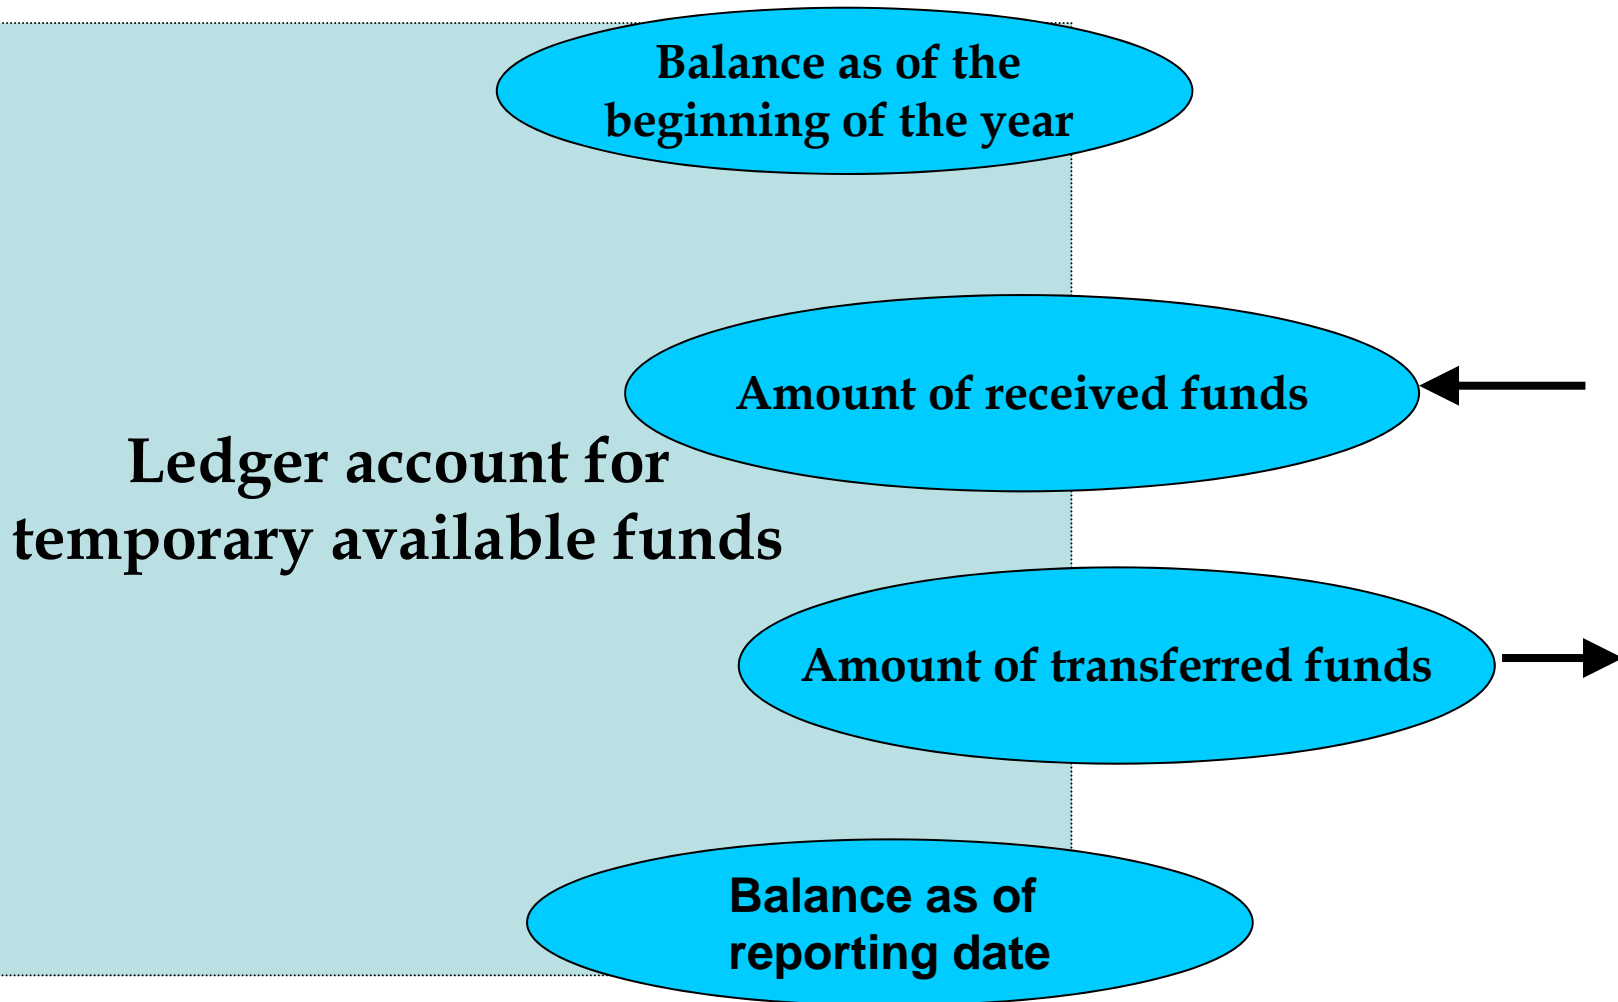 Balance as of the
beginning of the year
Amount of received funds
Ledger account for
temporary available funds
Amount of transferred funds
Balance as of
reporting date